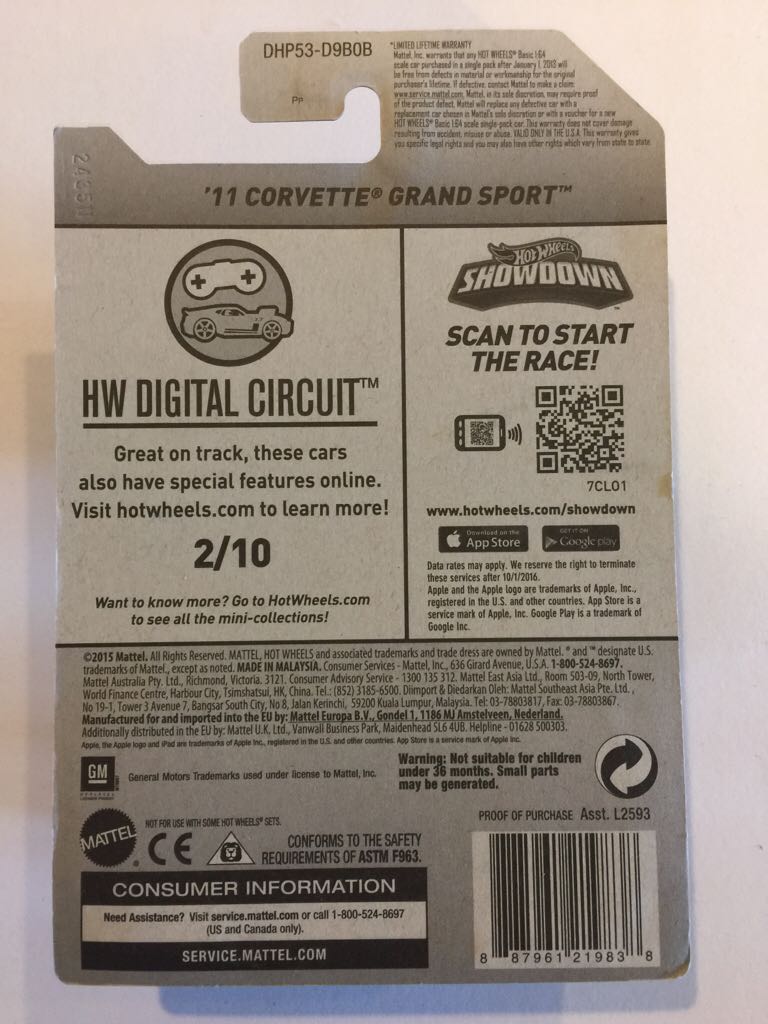 DHP53-D9B0B
Pp
*LIMITED LIFETIME WARRANTY
Mattel, Inc. warrants that any HOT WHEELS® Basic 1:64
scale car purchased in a single pack after January 1, 2013 will
be free from defects in material or workmanship for the original
purchaser's lifetime. If defective, contact Mattel to make a claim:
www.service.mattel.com. Mattel, in its sole discretion, may require proof
of the product defect. Mattel will replace any defective car with a
replacement car chosen in Mattel's sole discretion or with a voucher for a new
HOT WHEELS® Basic 1:64 scale single-pack car. This warranty does not cover damage
resulting from accident, misuse or abuse. VALID ONLY IN THE U.S.A. This warranty gives
you specific legal rights and you may also have other rights which vary from state to state.
'11 CORVETTE® GRAND SPORT™
HW DIGITAL CIRCUIT™
Great on track, these cars
also have special features online.
Visit hotwheels.com to learn more!
2/10
Want to know more? Go to HotWheels.com
to see all the mini-collections!
HOT WHEELS
SHOWDOWN™
SCAN TO START
THE RACE!
7CL01
www.hotwheels.com/showdown
Download on the
App Store
GET IT ON
Google play
Data rates may apply. We reserve the right to terminate
these services after 10/1/2016.
Apple and the Apple logo are trademarks of Apple, Inc.,
registered in the U.S. and other countries. App Store is a
service mark of Apple, Inc. Google Play is a trademark of
Google Inc.
©2015 Mattel. All Rights Reserved. MATTEL, HOT WHEELS and associated trademarks and trade dress are owned by Mattel. ® and ™ designate U.S.
trademarks of Mattel, except as noted. MADE IN MALAYSIA. Consumer Services - Mattel, Inc., 636 Girard Avenue, U.S.A. 1-800-524-8697.
Mattel Australia Pty. Ltd., Richmond, Victoria. 3121. Consumer Advisory Service - 1300 135 312. Mattel East Asia Ltd., Room 503-09, North Tower,
World Finance Centre, Harbour City, Tsimshatsui, HK, China. Tel.: (852) 3185-6500. Diimport & Diedarkan Oleh: Mattel Southeast Asia Pte. Ltd.,
No 19-1, Tower 3 Avenue 7, Bangsar South City, No 8, Jalan Kerinchi, 59200 Kuala Lumpur, Malaysia. Tel: 03-78803817, Fax: 03-78803867.
Manufactured for and imported into the EU by: Mattel Europa B.V., Gondel 1, 1186 MJ Amstelveen, Nederland.
Additionally distributed in the EU by: Mattel U.K. Ltd., Vanwall Business Park, Maidenhead SL6 4UB. Helpline - 01628 500303.
Apple, the Apple logo and iPad are trademarks of Apple Inc., registered in the U.S. and other countries. App Store is a service mark of Apple Inc.
GM
General Motors Trademarks used under license to Mattel, Inc.
Warning: Not suitable for children
under 36 months. Small parts
may be generated.
PROOF OF PURCHASE Asst. L2593
MATTEL
NOT FOR USE WITH SOME HOT WHEELS® SETS.
CE
CONFORMS TO THE SAFETY
REQUIREMENTS OF ASTM F963.
CONSUMER INFORMATION
Need Assistance? Visit service.mattel.com or call 1-800-524-8697
(US and Canada only).
SERVICE.MATTEL.COM
8 87961 21983 8